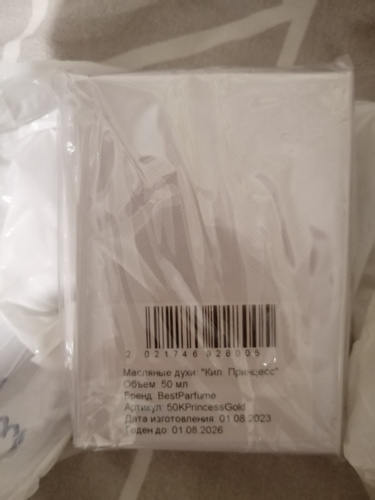 2 021746 928005
Масляные духи: "Кил. Принцесс"
Объем: 50 мл
Бренд: BestParfume
Артикул: 50KPrincessGold
Дата изготовления: 01.08.2023
Годен до: 01.08.2026